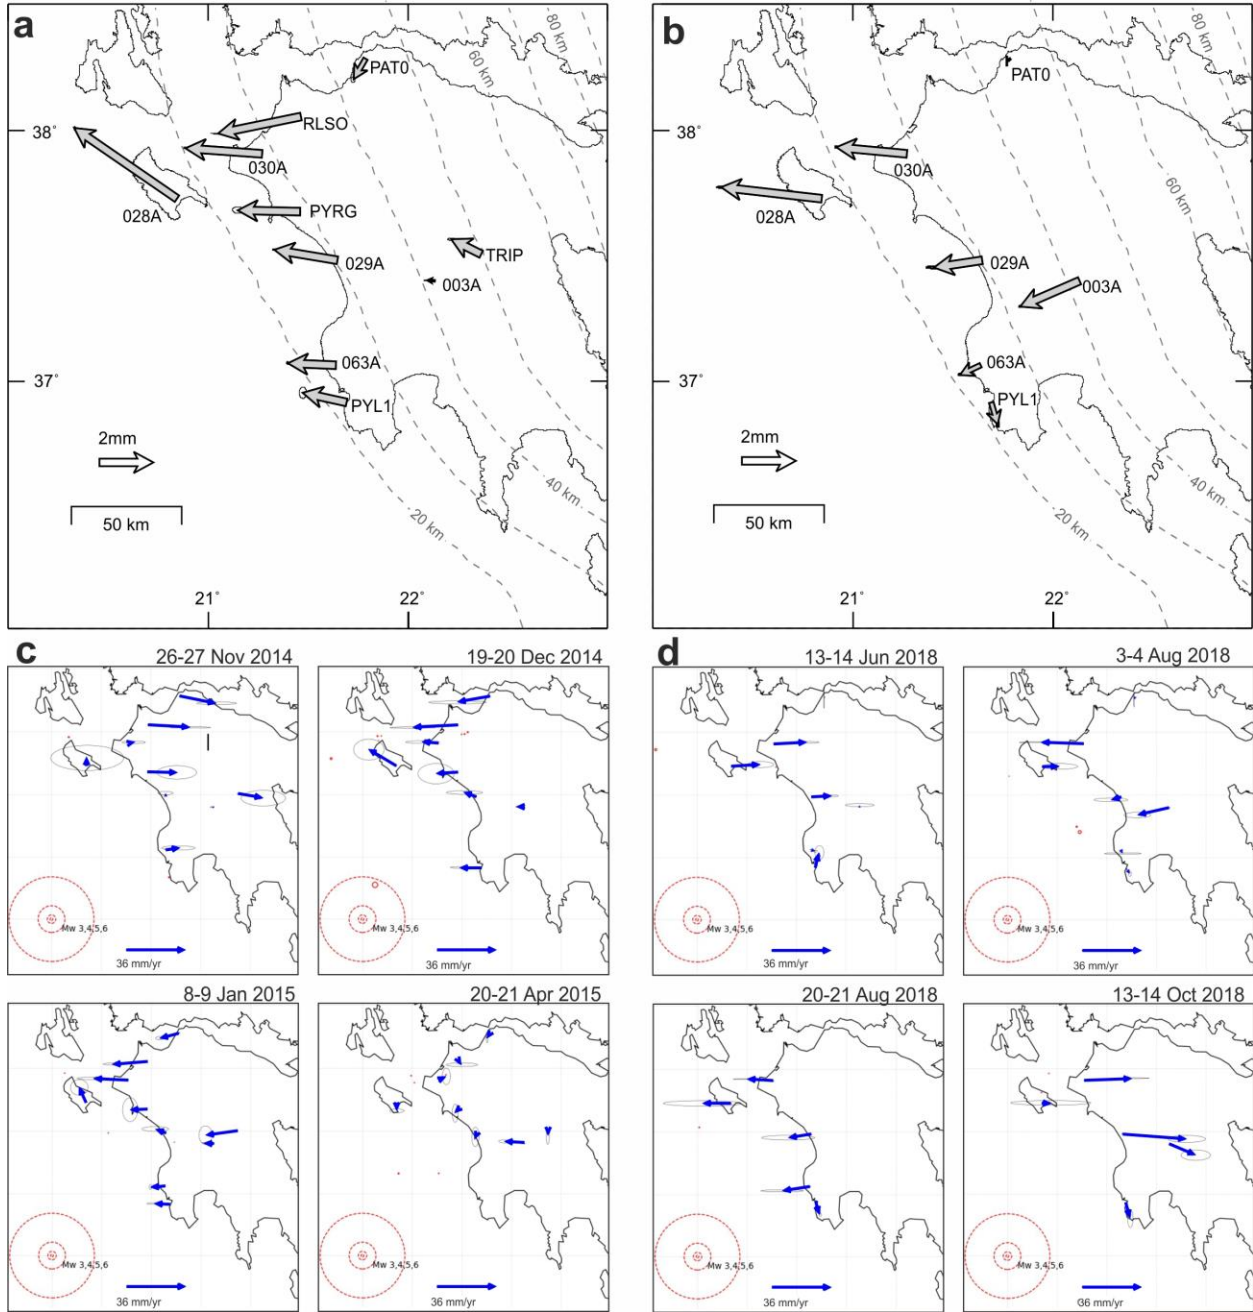 a
80 km
60 km
PAT0
38°
RLSO
030A
028A
PYRG
TRIP
029A
003A
063A
37°
PYL1
2mm
40 km
20 km
50 km
21°
22°
b
80 km
PAT0
38°
030A
60 km
028A
029A
003A
063A
37°
PYL1
2mm
40 km
20 km
50 km
21°
22°
c
26-27 Nov 2014
Mw 3,4,5,6
36 mm/yr
19-20 Dec 2014
Mw 3,4,5,6
36 mm/yr
8-9 Jan 2015
Mw 3,4,5,6
36 mm/yr
20-21 Apr 2015
Mw 3,4,5,6
36 mm/yr
d
13-14 Jun 2018
Mw 3,4,5,6
36 mm/yr
3-4 Aug 2018
Mw 3,4,5,6
36 mm/yr
20-21 Aug 2018
Mw 3,4,5,6
36 mm/yr
13-14 Oct 2018
Mw 3,4,5,6
36 mm/yr